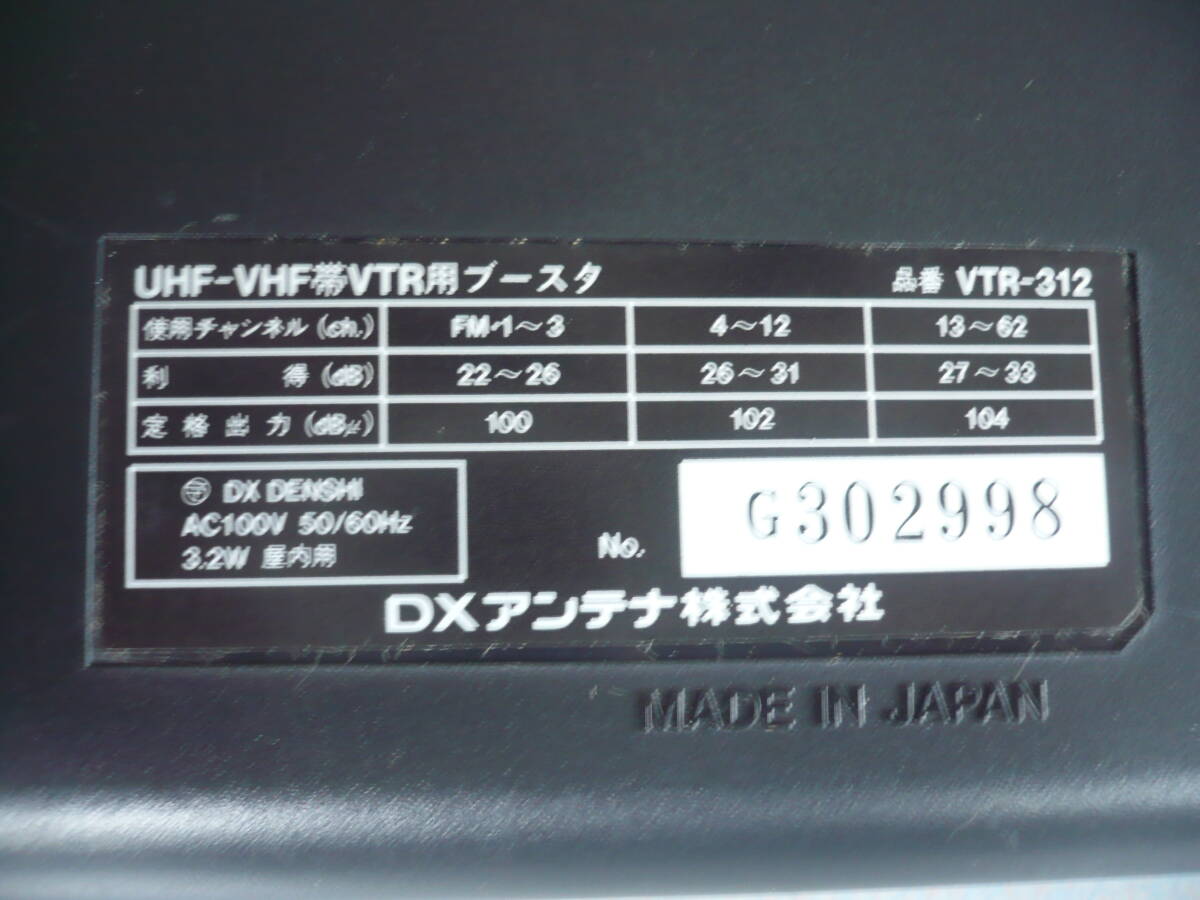 UHF-VHF帯VTR用ブースタ 品番 VTR-312
使用チャンネル(ch.) FM・1～3 4～12 13～62
利得(dB) 22～26 26～31 27～33
定格出力(dBμ) 100 102 104
〒 DX DENSHI
AC100V 50/60Hz
3.2W 屋内用
No. G302998
DXアンテナ株式会社
MADE IN JAPAN